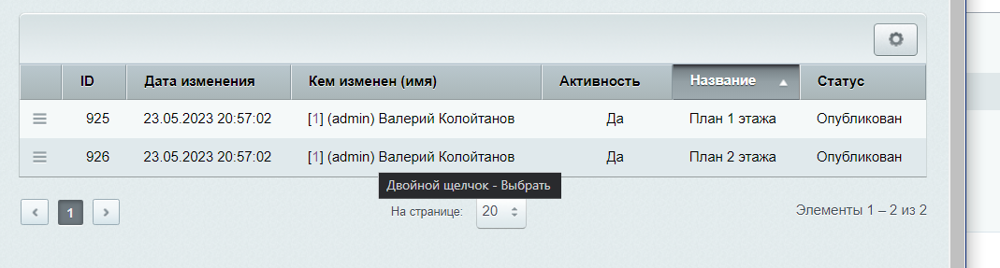 ID Дата изменения Кем изменен (имя) Активность Название Статус
925 23.05.2023 20:57:02 [1] (admin) Валерий Колойтанов Да План 1 этажа Опубликован
926 23.05.2023 20:57:02 [1] (admin) Валерий Колойтанов Да План 2 этажа Опубликован
Двойной щелчок - Выбрать
1 На странице: 20 Элементы 1 – 2 из 2